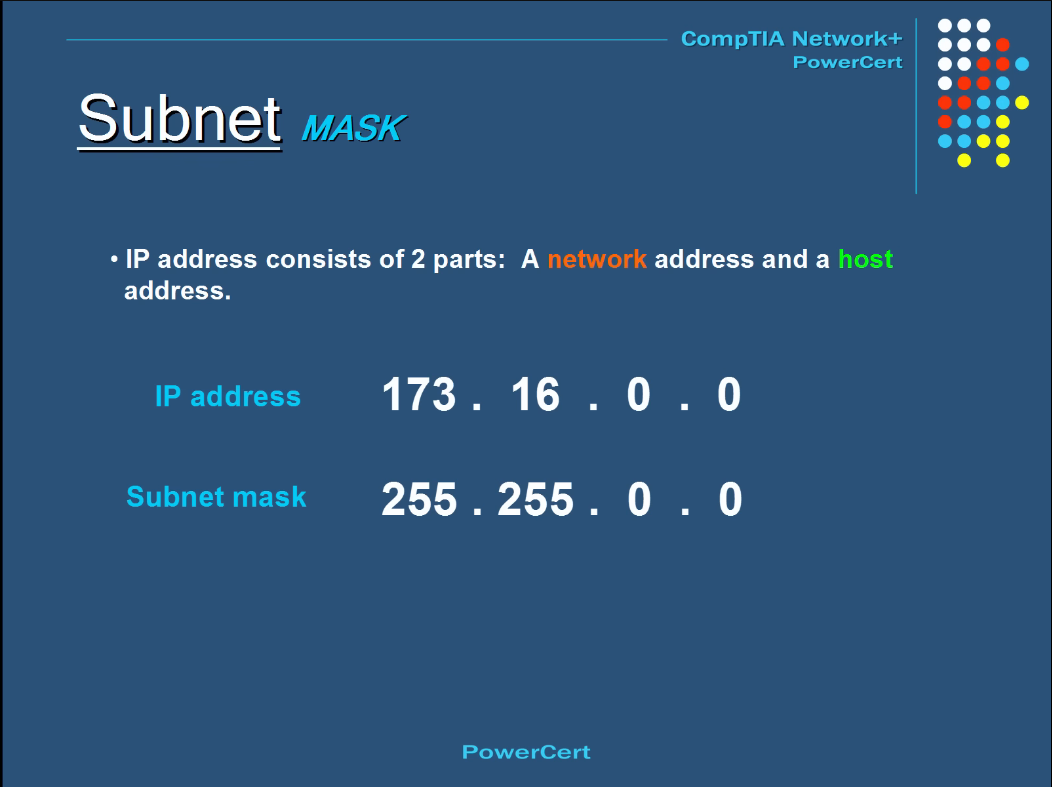 CompTIA Network+
PowerCert
Subnet MASK
• IP address consists of 2 parts: A network address and a host
address.
IP address 173 . 16 . 0 . 0
Subnet mask 255 . 255 . 0 . 0
PowerCert